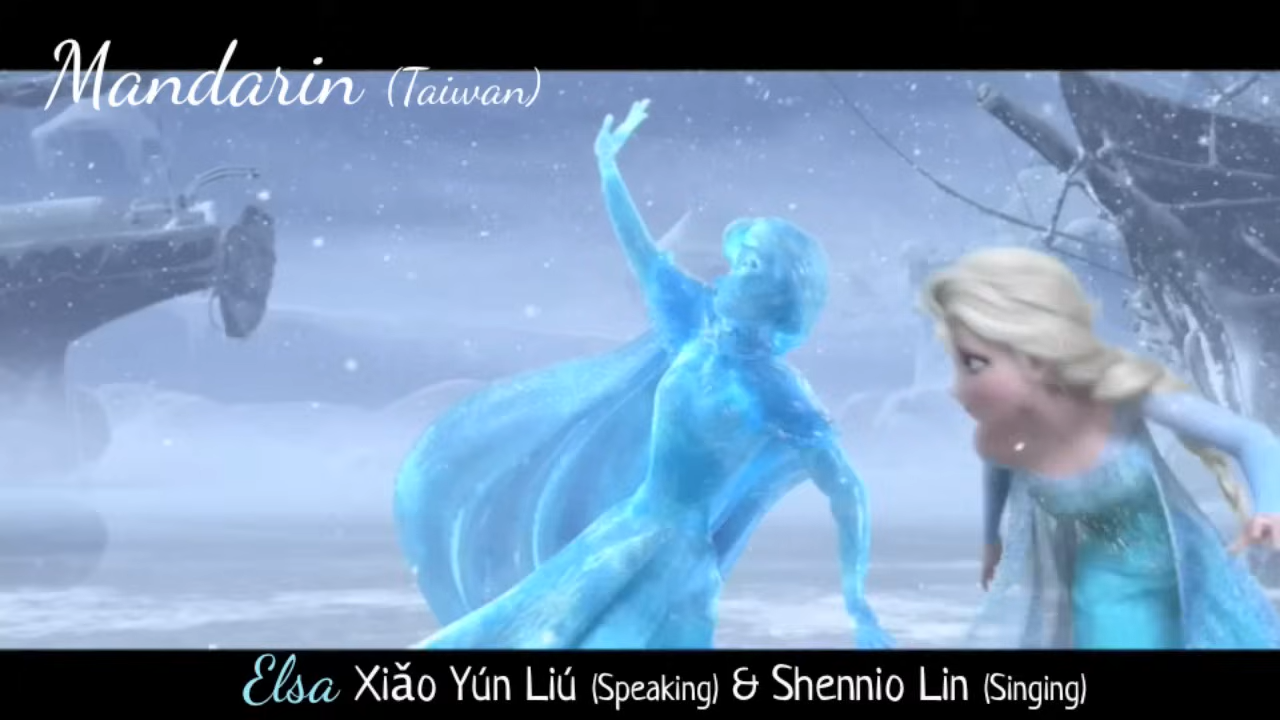 Mandarin (Taiwan)
Elsa Xiǎo Yún Liú (Speaking) & Shennio Lin (Singing)